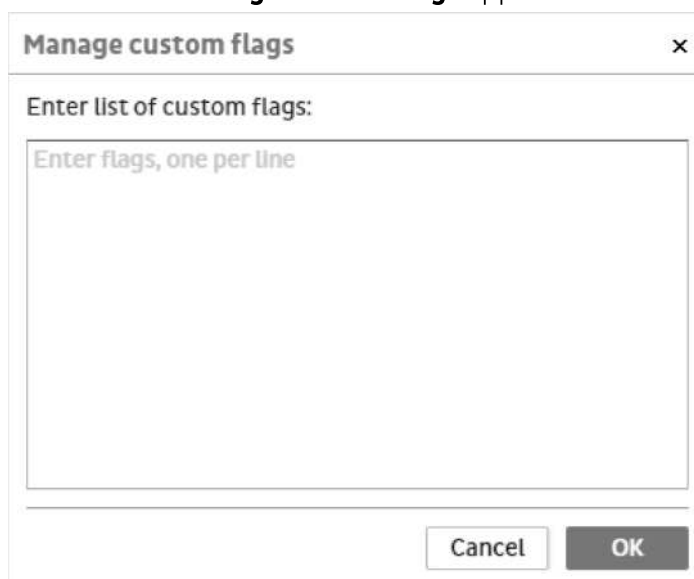 Manage custom flags ×
Enter list of custom flags:
Enter flags, one per line
Cancel OK